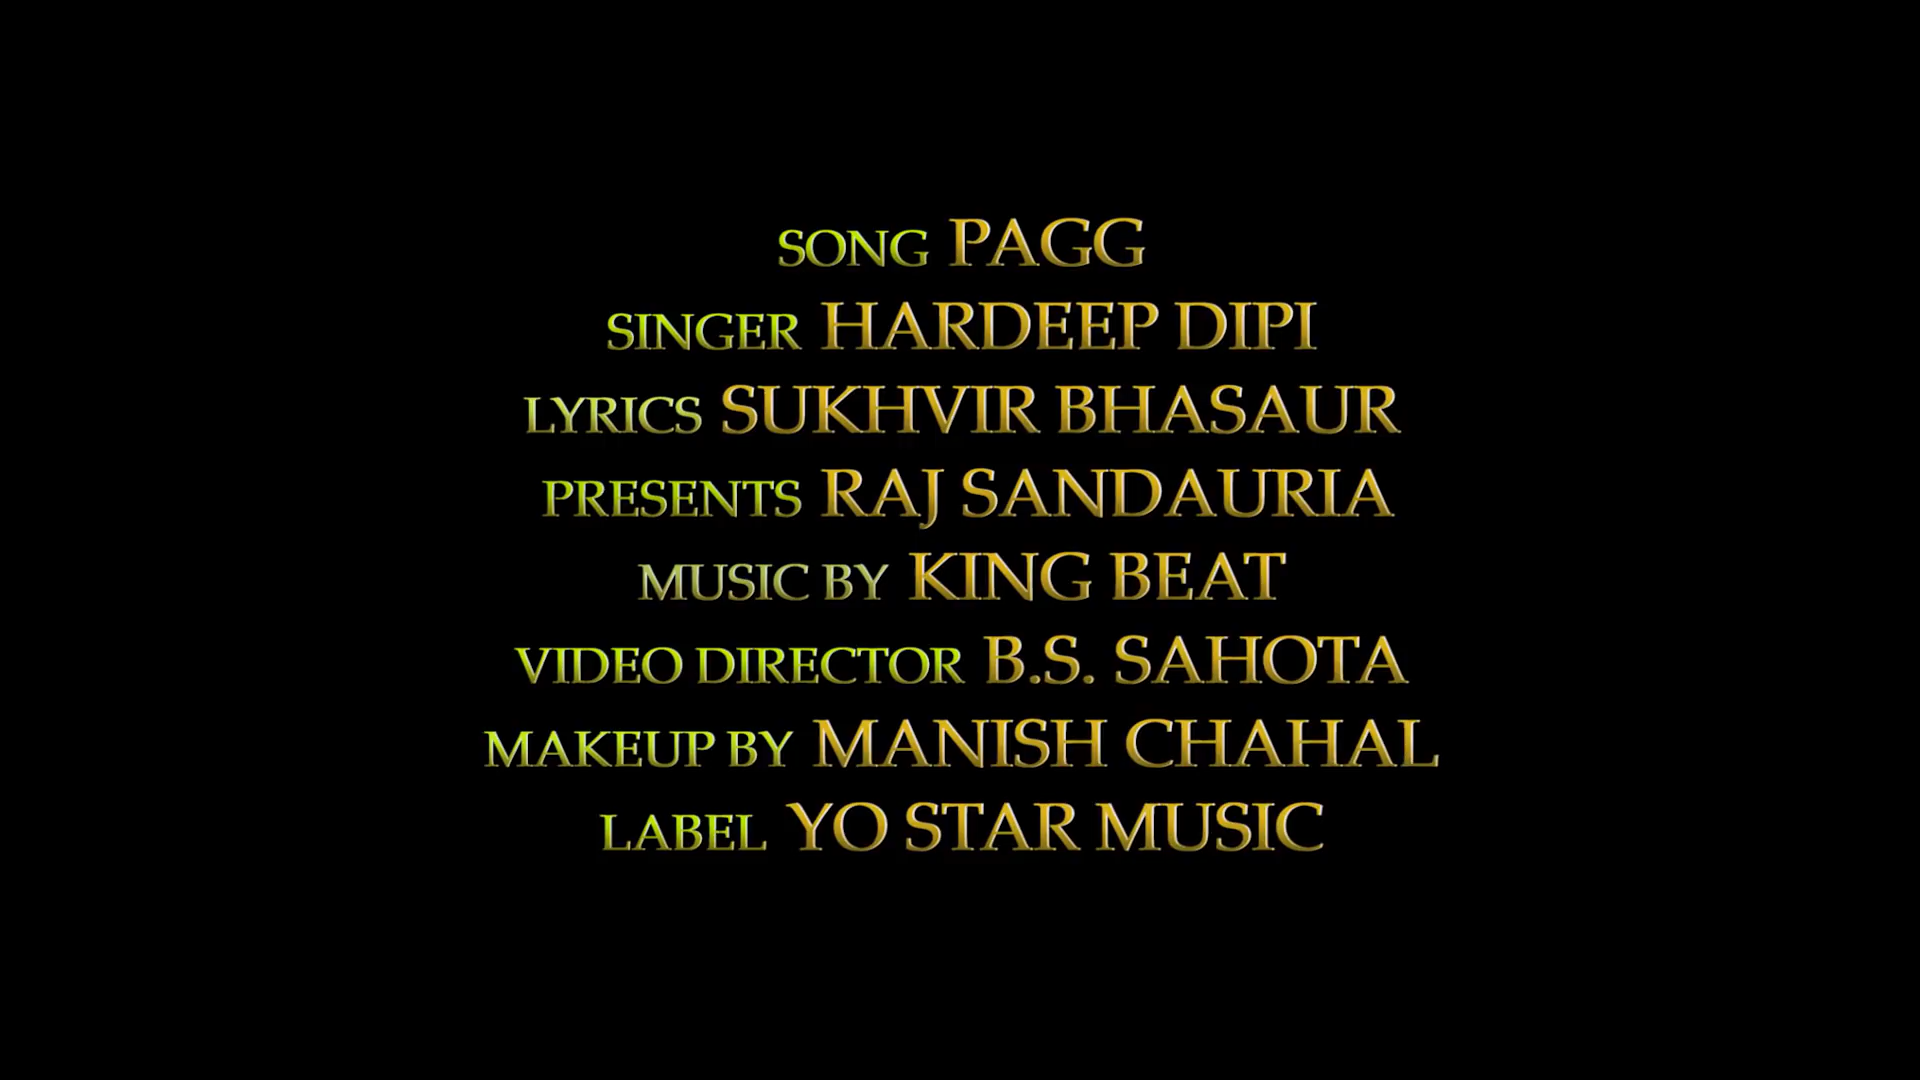 SONG PAGG
SINGER HARDEEP DIPI
LYRICS SUKHVIR BHASAUR
PRESENTS RAJ SANDAURIA
MUSIC BY KING BEAT
VIDEO DIRECTOR B.S. SAHOTA
MAKEUP BY MANISH CHAHAL
LABEL YO STAR MUSIC